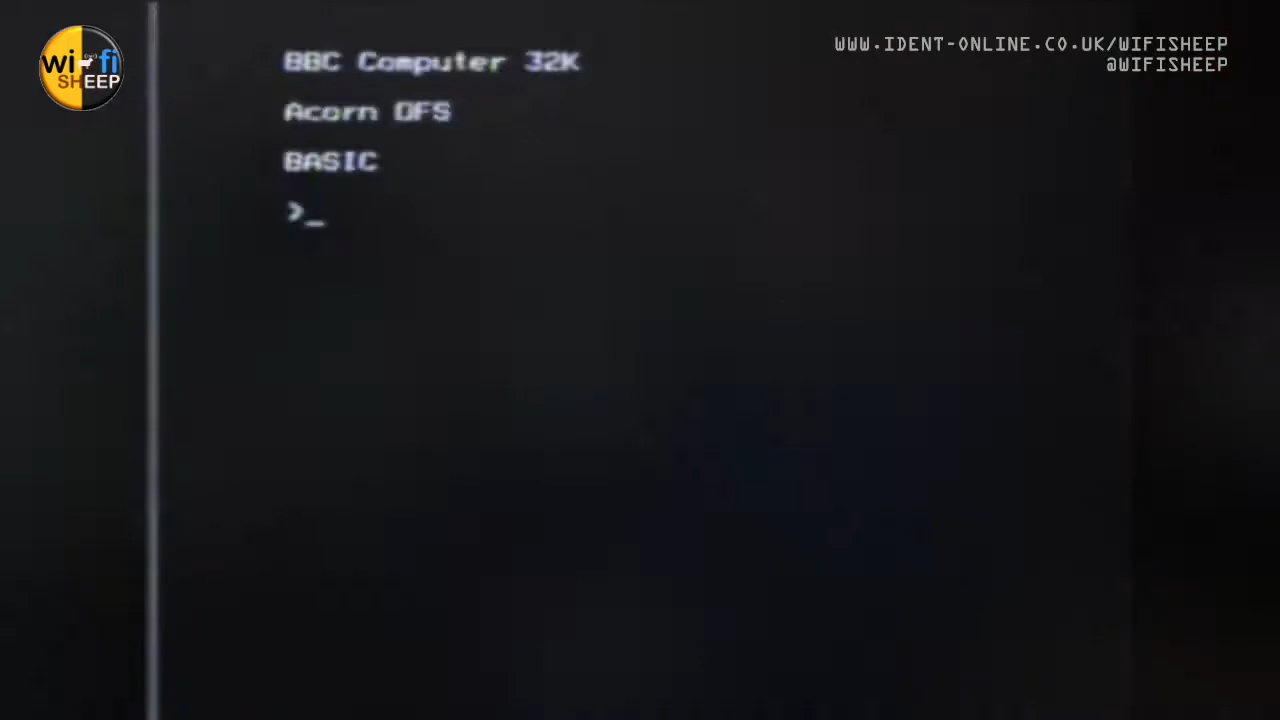 wi-fi
SHEEP
WWW.IDENT-ONLINE.CO.UK/WIFISHEEP
@WIFISHEEP
BBC Computer 32K
Acorn DFS
BASIC
>_